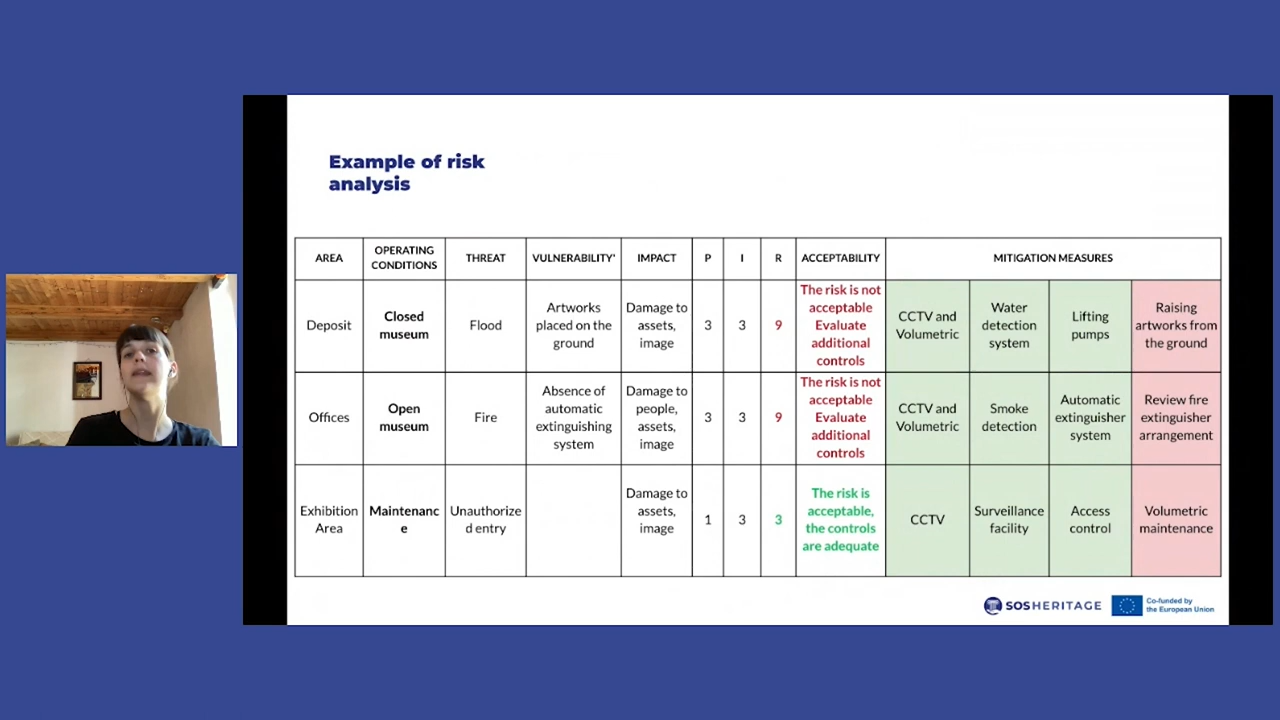 Example of risk
analysis
AREA
OPERATING
CONDITIONS
THREAT
VULNERABILITY'
IMPACT
P
I
R
ACCEPTABILITY
MITIGATION MEASURES
Deposit
Closed
museum
Flood
Artworks
placed on the
ground
Damage to
assets,
image
3
3
9
The risk is not
acceptable
Evaluate
additional
controls
CCTV and
Volumetric
Water
detection
system
Lifting
pumps
Raising
artworks from
the ground
Offices
Open
museum
Fire
Absence of
automatic
extinguishing
system
Damage to
people,
assets,
image
3
3
9
The risk is not
acceptable
Evaluate
additional
controls
CCTV and
Volumetric
Smoke
detection
Automatic
extinguisher
system
Review fire
extinguisher
arrangement
Exhibition
Area
Maintenanc
e
Unauthorize
d entry
Damage to
assets,
image
1
3
3
The risk is
acceptable,
the controls
are adequate
CCTV
Surveillance
facility
Access
control
Volumetric
maintenance
SOSHERITAGE
Co-funded by
the European Union